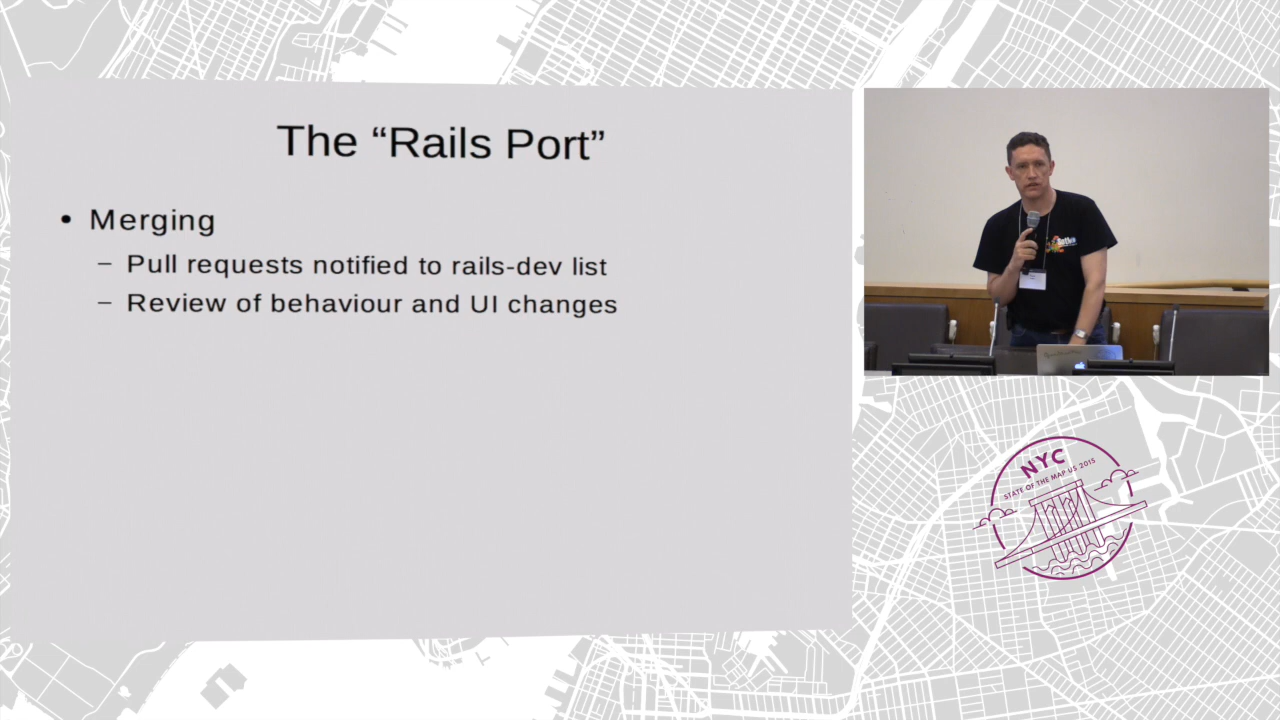 The “Rails Port”
• Merging
– Pull requests notified to rails-dev list
– Review of behaviour and UI changes
NYC
STATE OF THE MAP US 2015